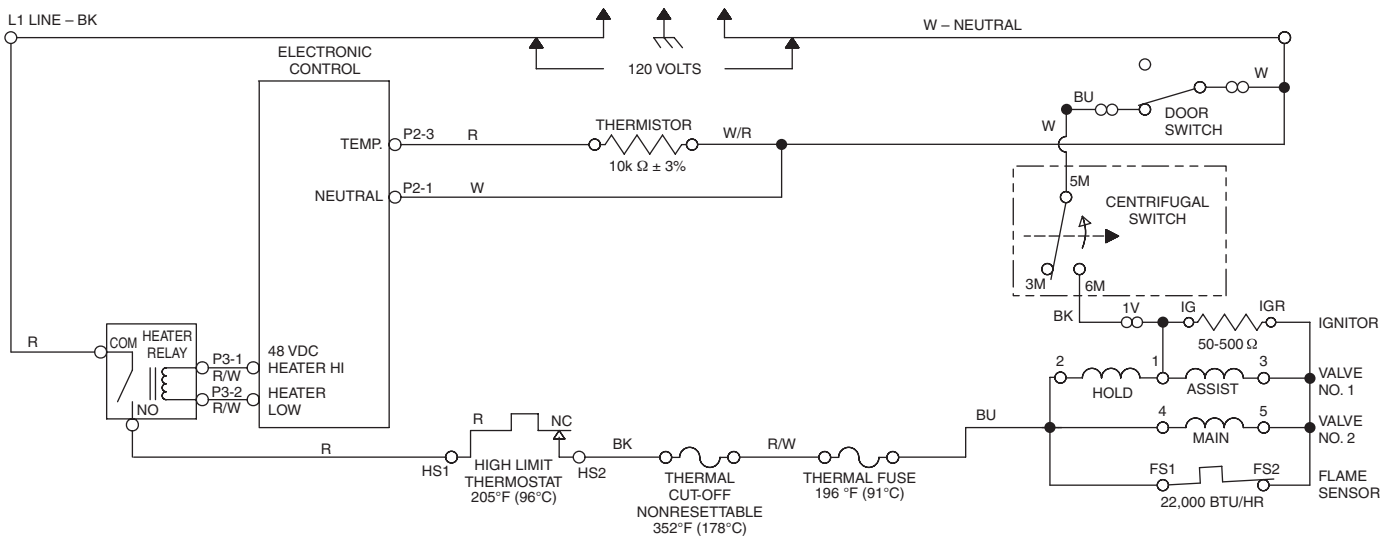 L1 LINE – BK
W – NEUTRAL
120 VOLTS
ELECTRONIC
CONTROL
TEMP.
P2-3
R
THERMISTOR
10k Ω ± 3%
W/R
NEUTRAL
P2-1
W
BU
W
DOOR
SWITCH
W
5M
CENTRIFUGAL
SWITCH
3M
6M
BK
1V
IG
IGR
IGNITOR
50-500 Ω
R
COM
HEATER
RELAY
NO
P3-1
R/W
P3-2
R/W
48 VDC
HEATER HI
HEATER
LOW
2
1
3
HOLD
ASSIST
VALVE
NO. 1
4
5
MAIN
VALVE
NO. 2
FS1
FS2
22,000 BTU/HR
FLAME
SENSOR
R
HS1
R
NC
HS2
HIGH LIMIT
THERMOSTAT
205°F (96°C)
BK
THERMAL
CUT-OFF
NONRESETTABLE
352°F (178°C)
R/W
THERMAL FUSE
196 °F (91°C)
BU